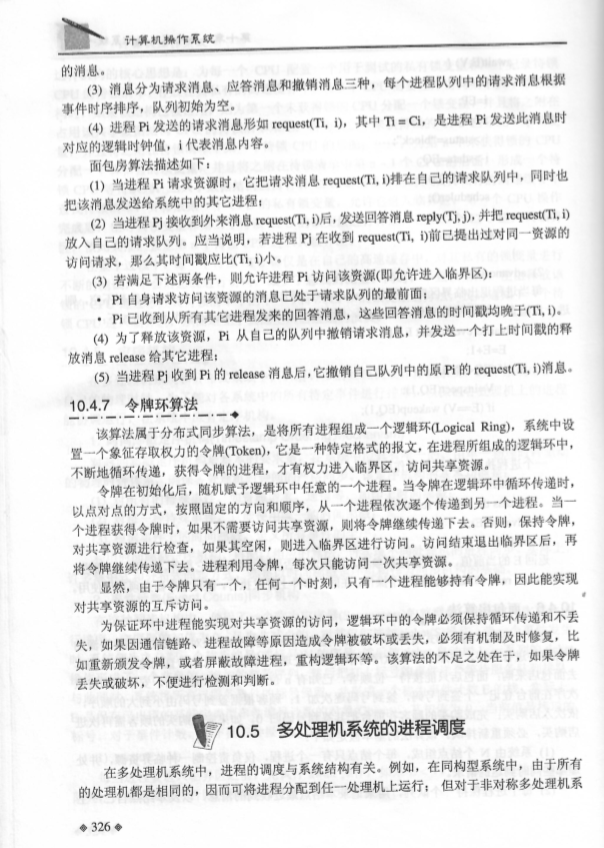 计算机操作系统
的消息。
(3) 消息分为请求消息、应答消息和撤销消息三种，每个进程队列中的请求消息根据
事件时序排序，队列初始为空。
(4) 进程 Pi 发送的请求消息形如 request(Ti, i)，其中 Ti = Ci，是进程 Pi 发送此消息时
对应的逻辑时钟值，i 代表消息内容。
面包房算法描述如下：
(1) 当进程 Pi 请求资源时，它把请求消息 request(Ti, i)排在自己的请求队列中，同时也
把该消息发送给系统中的其它进程；
(2) 当进程 Pj 接收到外来消息 request(Ti, i)后，发送回答消息 reply(Tj, j)，并把 request(Ti, i)
放入自己的请求队列。应当说明，若进程 Pj 在收到 request(Ti, i)前已提出过对同一资源的
访问请求，那么其时间戳应比(Ti, i)小。
(3) 若满足下述两条件，则允许进程 Pi 访问该资源(即允许进入临界区)：
• Pi 自身请求访问该资源的消息已处于请求队列的最前面；
• Pi 已收到从所有其它进程发来的回答消息，这些回答消息的时间戳均晚于(Ti, i)。
(4) 为了释放该资源，Pi 从自己的队列中撤销请求消息，并发送一个打上时间戳的释
放消息 release 给其它进程；
(5) 当进程 Pj 收到 Pi 的 release 消息后，它撤销自己队列中的原 Pi 的 request(Ti, i)消息。
10.4.7 令牌环算法
该算法属于分布式同步算法，是将所有进程组成一个逻辑环(Logical Ring)，系统中设
置一个象征存取权力的令牌(Token)，它是一种特定格式的报文，在进程所组成的逻辑环中，
不断地循环传递，获得令牌的进程，才有权力进入临界区，访问共享资源。
令牌在初始化后，随机赋予逻辑环中任意的一个进程。当令牌在逻辑环中循环传递时，
以点对点的方式，按照固定的方向和顺序，从一个进程依次逐个传递到另一个进程。当一
个进程获得令牌时，如果不需要访问共享资源，则将令牌继续传递下去。否则，保持令牌，
对共享资源进行检查，如果其空闲，则进入临界区进行访问。访问结束退出临界区后，再
将令牌继续传递下去。进程利用令牌，每次只能访问一次共享资源。
显然，由于令牌只有一个，任何一个时刻，只有一个进程能够持有令牌，因此能实现
对共享资源的互斥访问。
为保证环中进程能实现对共享资源的访问，逻辑环中的令牌必须保持循环传递和不丢
失，如果因通信链路、进程故障等原因造成令牌被破坏或丢失，必须有机制及时修复，比
如重新颁发令牌，或者屏蔽故障进程，重构逻辑环等。该算法的不足之处在于，如果令牌
丢失或破坏，不便进行检测和判断。
10.5 多处理机系统的进程调度
在多处理机系统中，进程的调度与系统结构有关。例如，在同构型系统中，由于所有
的处理机都是相同的，因而可将进程分配到任一处理机上运行；但对于非对称多处理机系
326